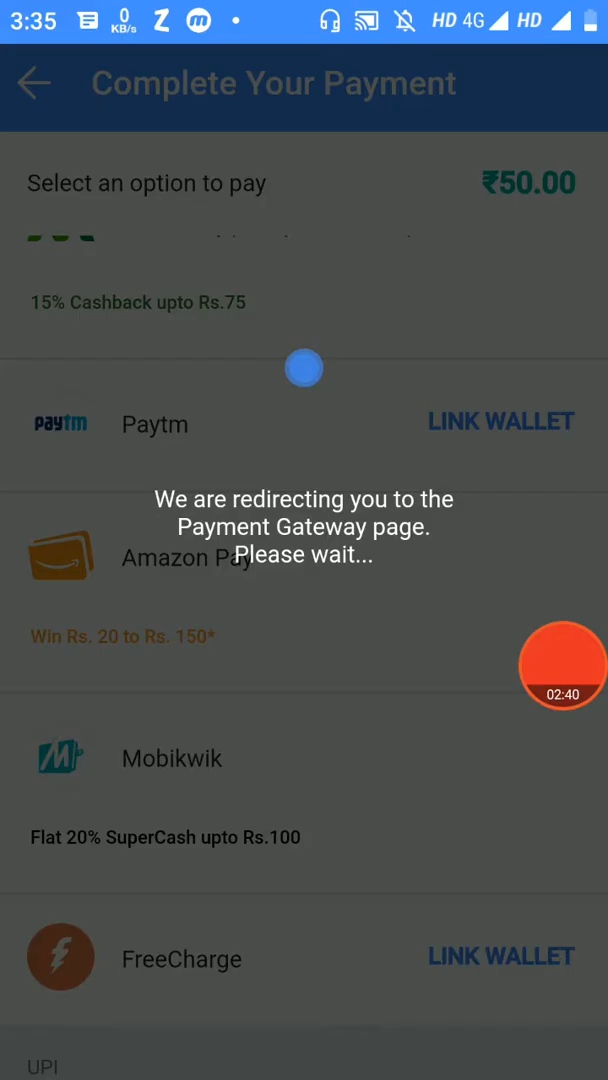 3:35 0 KB/s Z m HD 4G HD
Complete Your Payment
Select an option to pay ₹50.00
15% Cashback upto Rs.75
paytm Paytm LINK WALLET
We are redirecting you to the
Payment Gateway page.
Amazon Pay
Please wait...
Win Rs. 20 to Rs. 150*
02:40
Mobikwik
Flat 20% SuperCash upto Rs.100
FreeCharge LINK WALLET
UPI